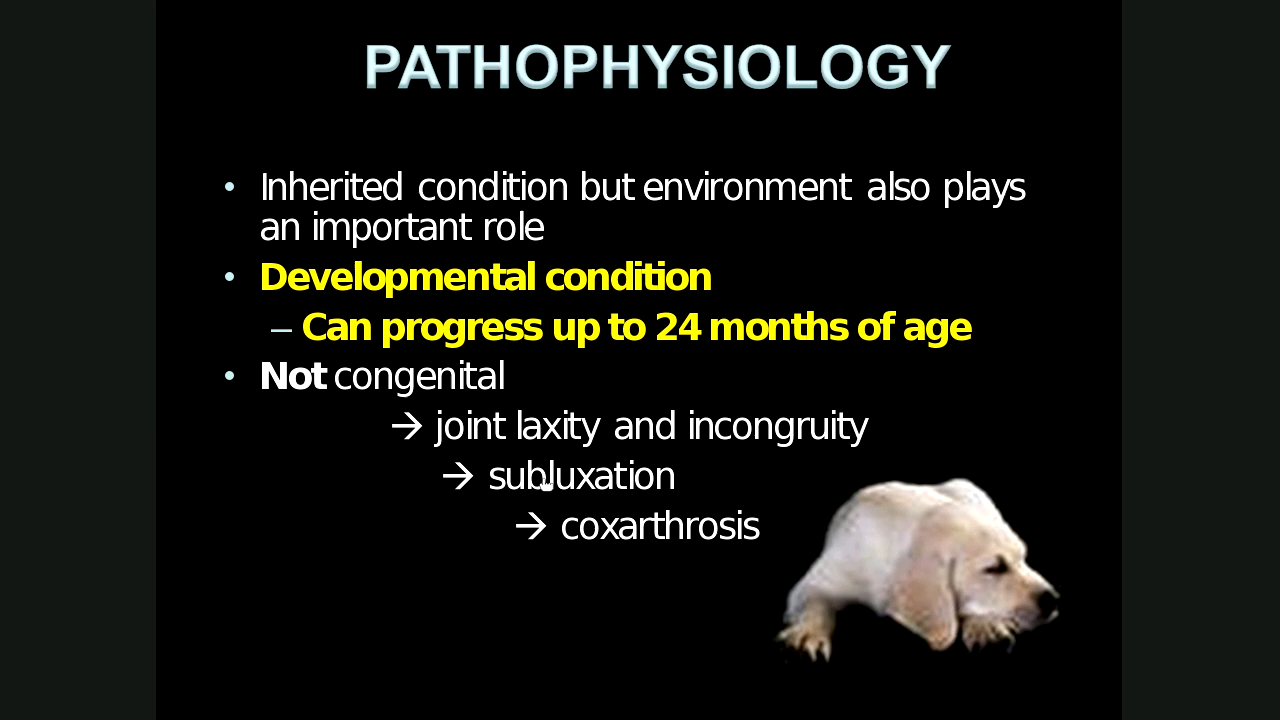 PATHOPHYSIOLOGY
• Inherited condition but environment also plays
an important role
• Developmental condition
– Can progress up to 24 months of age
• Not congenital
→ joint laxity and incongruity
→ subluxation
→ coxarthrosis